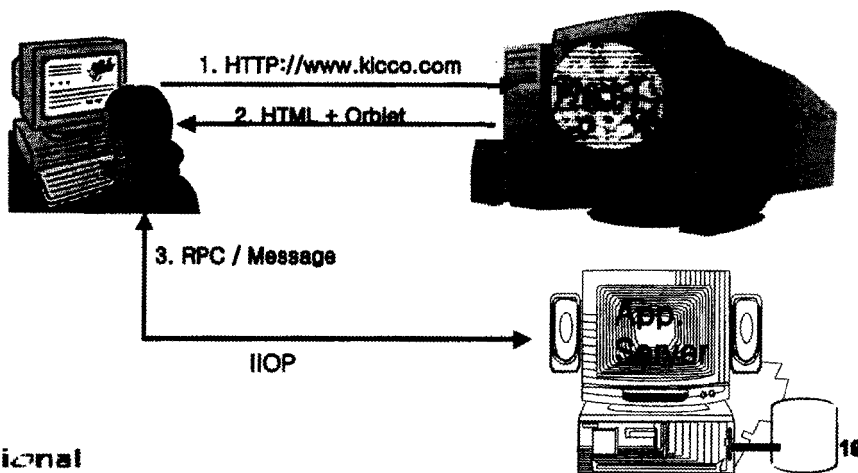 1. HTTP://www.kicco.com
2. HTML + Orblet
3. RPC / Message
App.
Server
IIOP